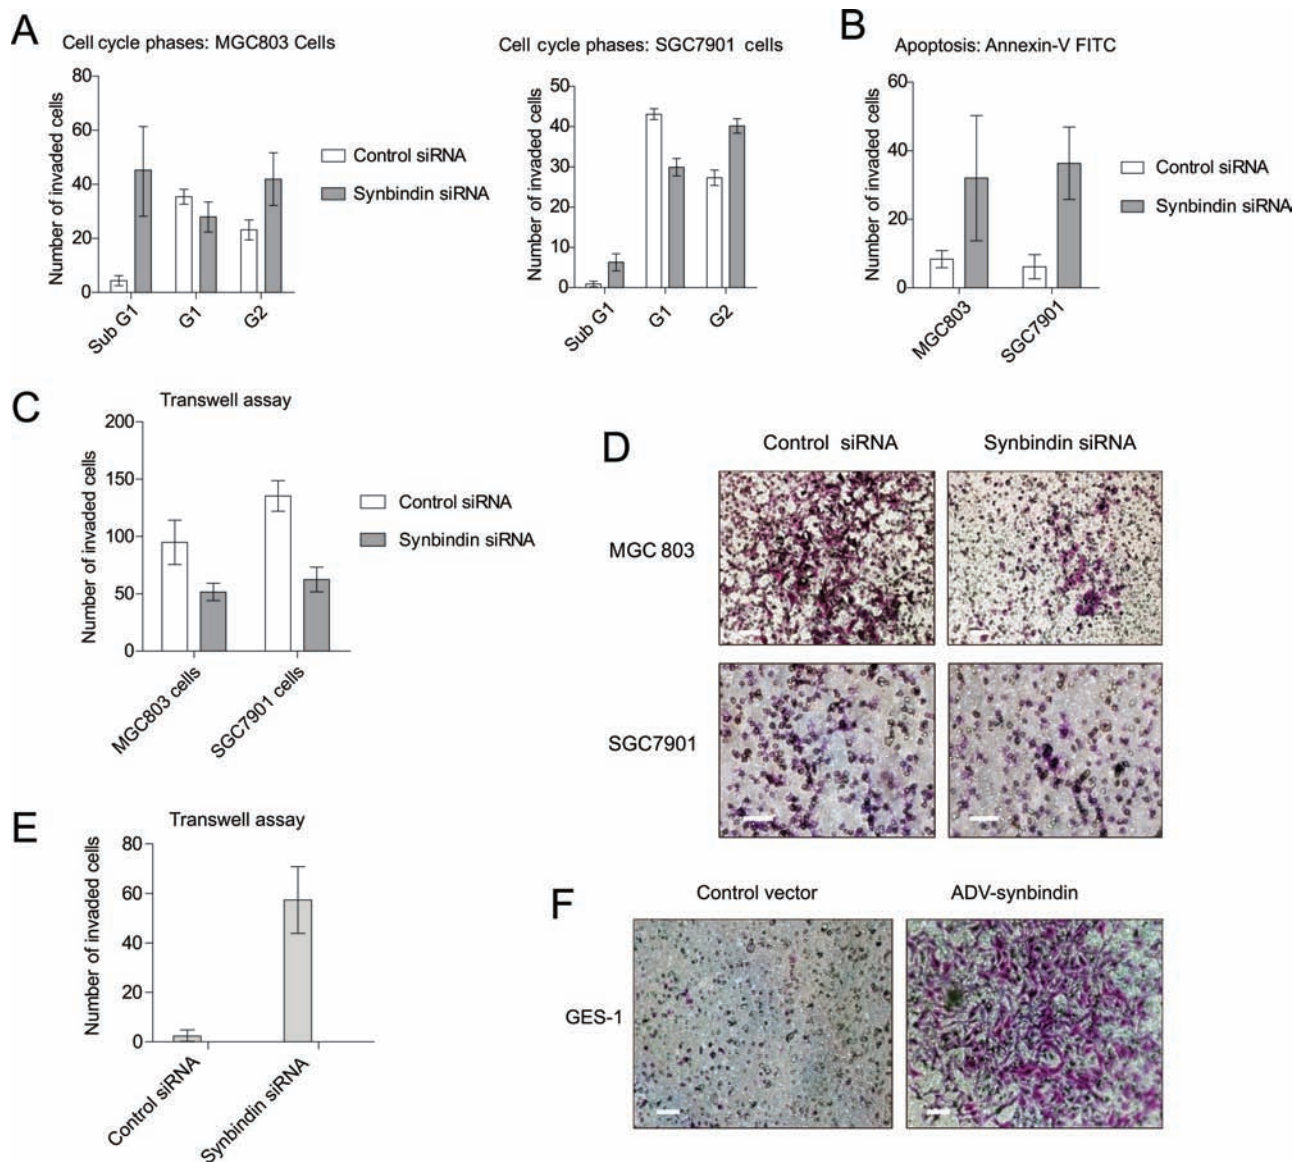 A
Cell cycle phases: MGC803 Cells
Number of invaded cells
80
60
40
20
0
Sub G1
G1
G2
Control siRNA
Synbindin siRNA
Cell cycle phases: SGC7901 cells
Number of invaded cells
50
40
30
20
10
0
Sub G1
G1
G2
B
Apoptosis: Annexin-V FITC
Number of invaded cells
60
40
20
0
MGC803
SGC7901
Control siRNA
Synbindin siRNA
C
Transwell assay
Number of invaded cells
200
150
100
50
0
MGC803 cells
SGC7901 cells
Control siRNA
Synbindin siRNA
D
Control siRNA
Synbindin siRNA
MGC 803
SGC7901
E
Transwell assay
Number of invaded cells
80
60
40
20
0
Control siRNA
Synbindin siRNA
F
Control vector
ADV-synbindin
GES-1